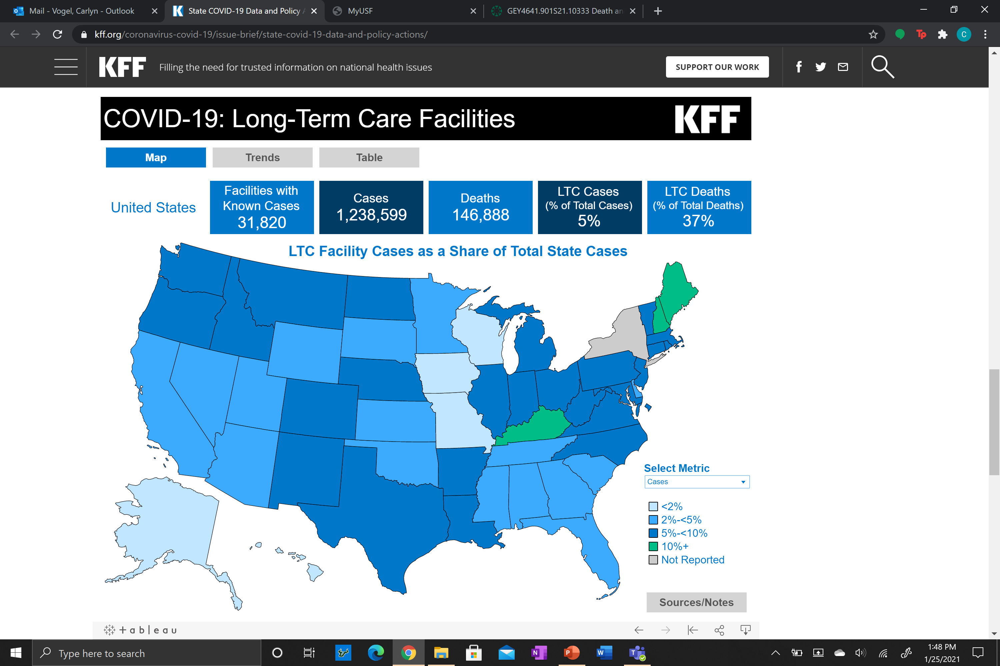 Mail - Vogel, Carlyn - Outlook
State COVID-19 Data and Policy
MyUSF
GEY4641.901S21.10333 Death an
kff.org/coronavirus-covid-19/issue-brief/state-covid-19-data-and-policy-actions/
Tp
C
KFF
Filling the need for trusted information on national health issues
SUPPORT OUR WORK
COVID-19: Long-Term Care Facilities
KFF
Map
Trends
Table
United States
Facilities with
Known Cases
31,820
Cases
1,238,599
Deaths
146,888
LTC Cases
(% of Total Cases)
5%
LTC Deaths
(% of Total Deaths)
37%
LTC Facility Cases as a Share of Total State Cases
Select Metric
Cases
<2%
2%-<5%
5%-<10%
10%+
Not Reported
Sources/Notes
+ableau
Type here to search
1:48 PM
1/25/2021